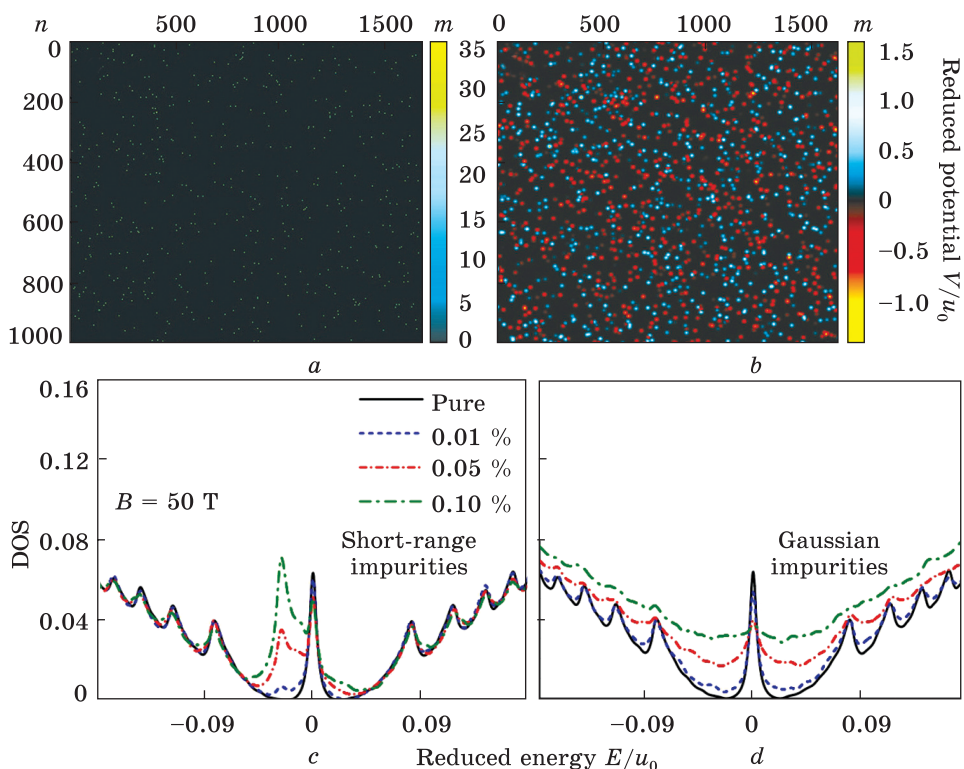 n 500 1000 1500 m 0 500 1000 1500 m
0
200
400
600
800
1000
35
30
25
20
15
10
5
0
1.5
1.0
0.5
0
−0.5
−1.0
Reduced potential V/u₀
a b
0.16
0.12
0.08
0.04
0
DOS
B = 50 T
Pure
0.01 %
0.05 %
0.10 %
Short-range
impurities
Gaussian
impurities
−0.09 0 0.09 −0.09 0 0.09
c Reduced energy E/u₀ d